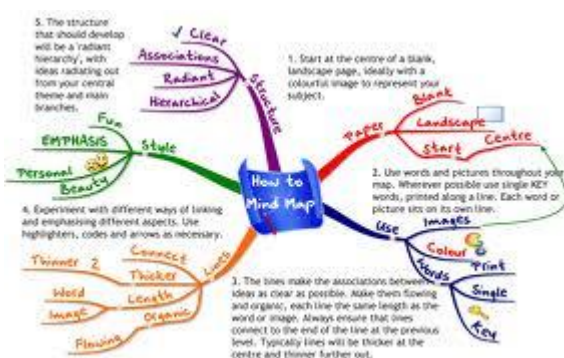 How to
Mind Map
1. Start at the centre of a blank,
landscape page, ideally with a
colourful image to represent your
subject.
Paper
Blank
Landscape
Start
Centre
2. Use words and pictures throughout your
map. Wherever possible use single KEY
words, printed along a line. Each word or
picture sits on its own line.
Use
Images
Colour
Words
Print
Single
Key
3. The lines make the associations between
ideas as clear as possible. Make them flowing
and organic, each line the same length as the
word or image. Always ensure that lines
connect to the end of the line at the previous
level. Typically lines will be thicker at the
centre and thinner further out.
Lines
Connect
Thinner 2
Thicker
Word
Length
Image
Organic
Flowing
4. Experiment with different ways of linking
and emphasising different aspects. Use
highlighters, codes and arrows as necessary.
Style
Fun
EMPHASIS
Personal
Beauty
5. The structure
that should develop
will be a 'radiant
hierarchy', with
ideas radiating out
from your central
theme and main
branches.
Structure
Clear
Associations
Radiant
Hierarchical